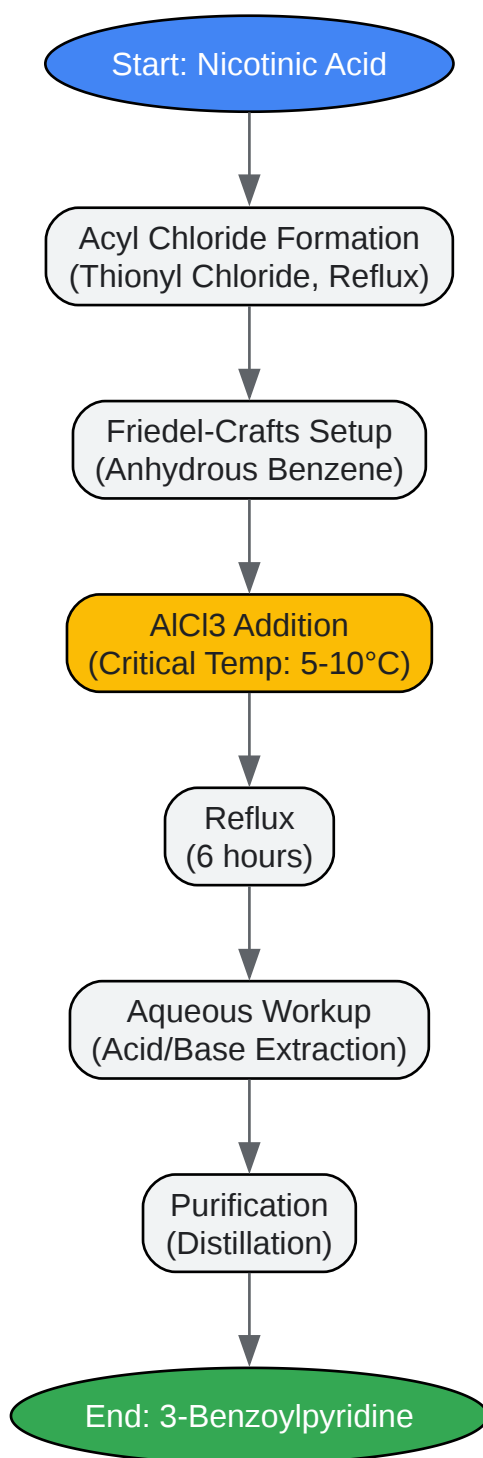 Start: Nicotinic Acid
Acyl Chloride Formation
(Thionyl Chloride, Reflux)
Friedel-Crafts Setup
(Anhydrous Benzene)
AlCl3 Addition
(Critical Temp: 5-10°C)
Reflux
(6 hours)
Aqueous Workup
(Acid/Base Extraction)
Purification
(Distillation)
End: 3-Benzoylpyridine